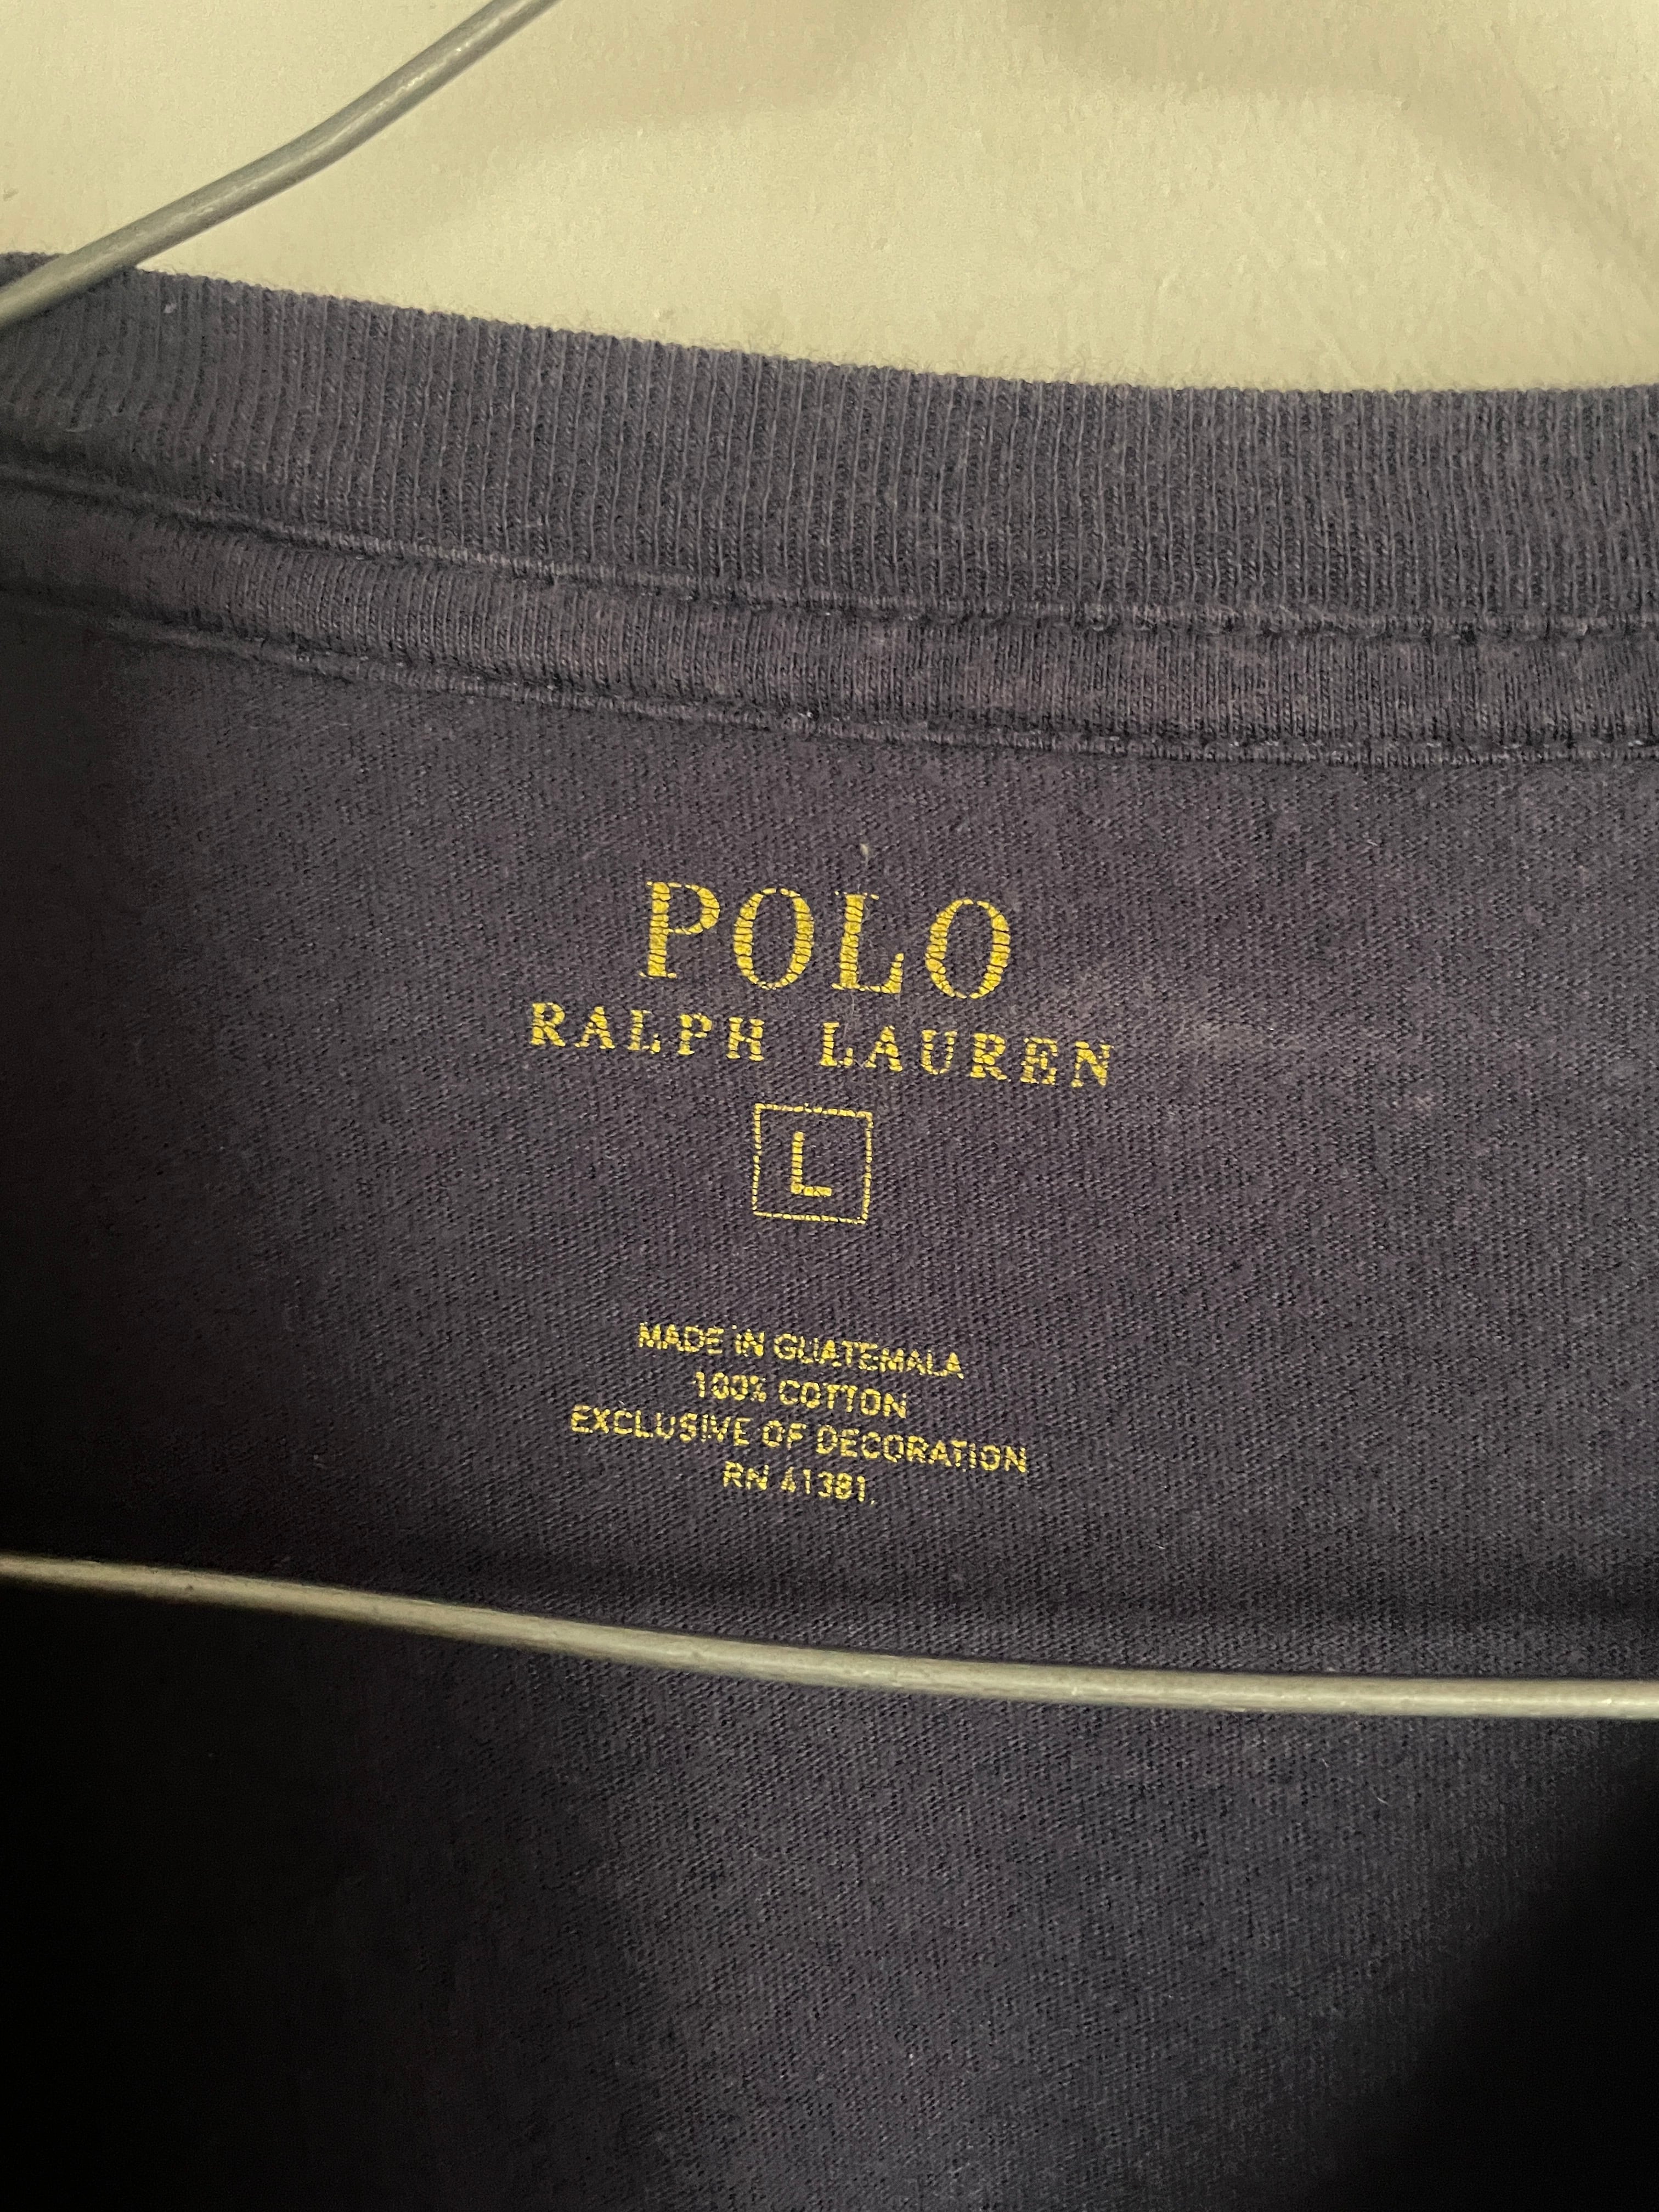 POLO
RALPH LAUREN
L
MADE IN GUATEMALA
100% COTTON
EXCLUSIVE OF DECORATION
RN 41381.